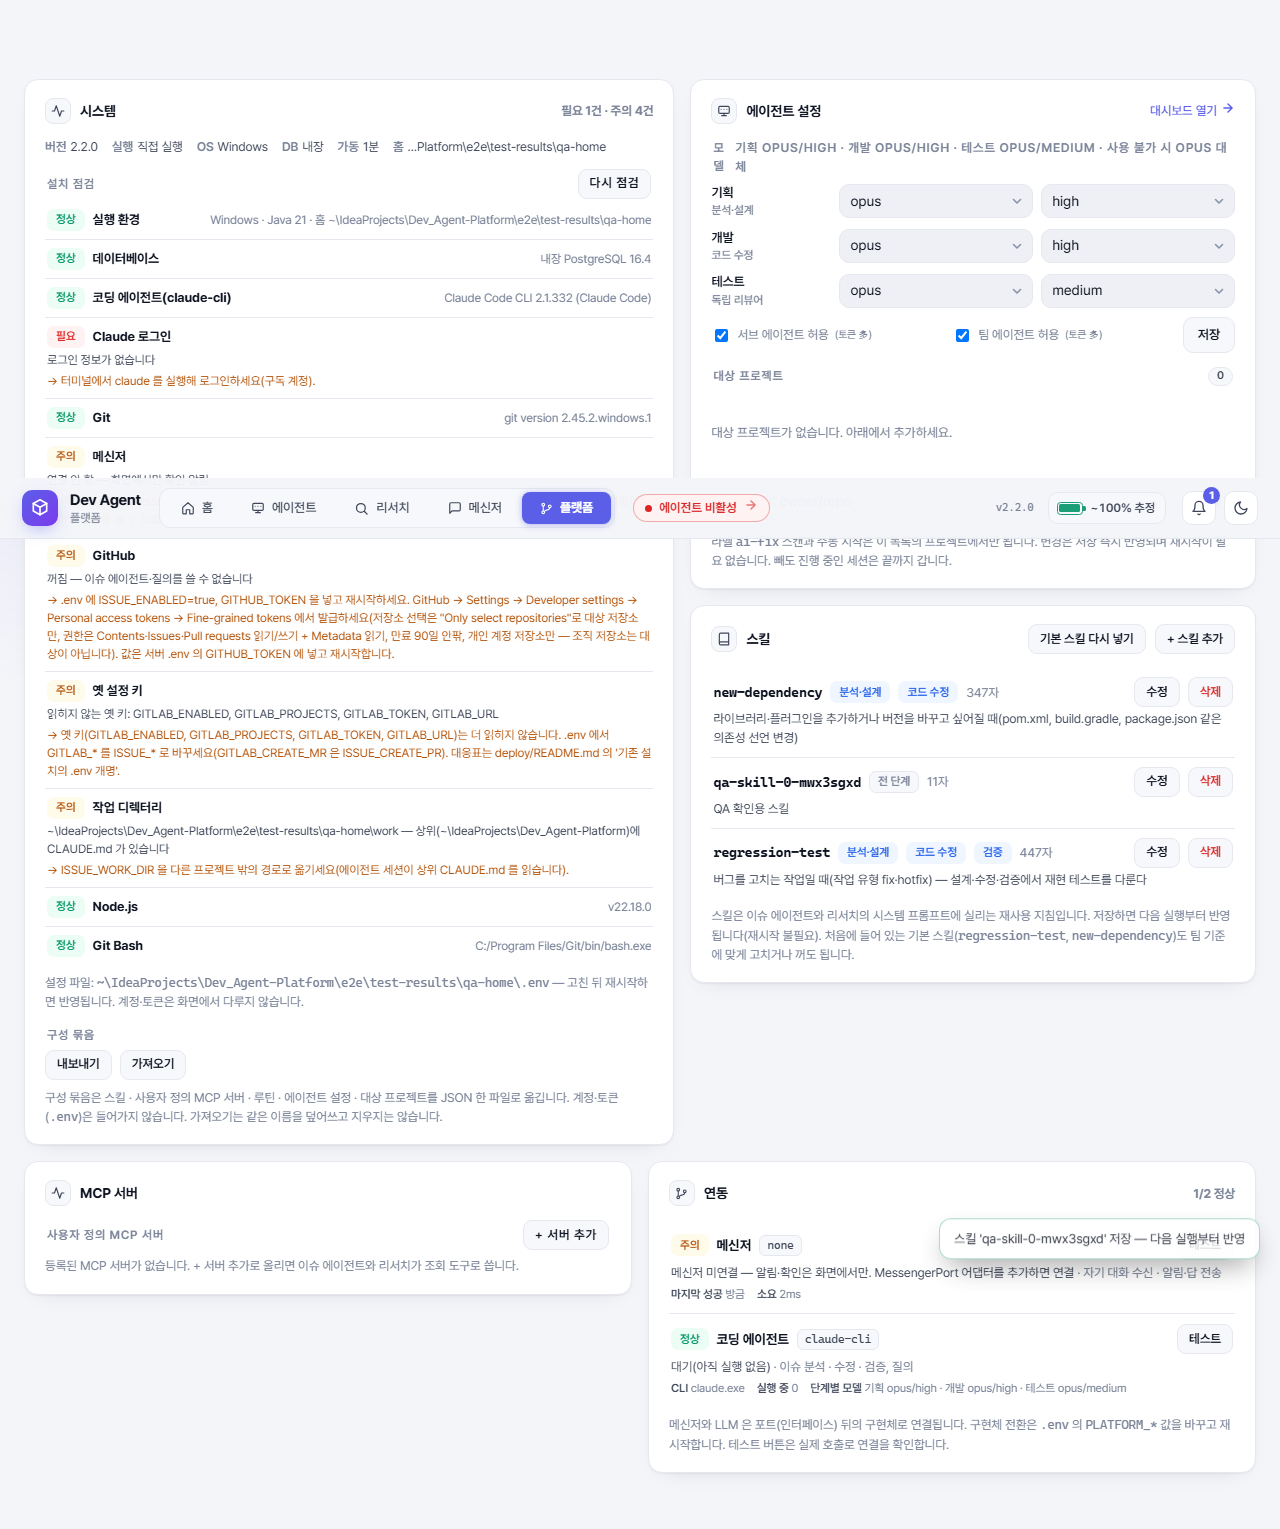 시스템
필요 1건 · 주의 4건
버전 2.2.0 실행 직접 실행 OS Windows DB 내장 가동 1분 홈 ...Platform\e2e\test-results\qa-home
설치 점검
다시 점검
정상 실행 환경 Windows · Java 21 · 홈 ~\IdeaProjects\Dev_Agent-Platform\e2e\test-results\qa-home
정상 데이터베이스 내장 PostgreSQL 16.4
정상 코딩 에이전트(claude-cli) Claude Code CLI 2.1.332 (Claude Code)
필요 Claude 로그인
로그인 정보가 없습니다
→ 터미널에서 claude 를 실행해 로그인하세요(구독 계정).
정상 Git git version 2.45.2.windows.1
주의 메신저
에이전트 설정
대시보드 열기 →
모델 기획 OPUS/HIGH · 개발 OPUS/HIGH · 테스트 OPUS/MEDIUM · 사용 불가 시 OPUS 대체
기획 opus high
분석·설계
개발 opus high
코드 수정
테스트 opus medium
독립 리뷰어
서브 에이전트 허용 (토큰 多) 팀 에이전트 허용 (토큰 多) 저장
대상 프로젝트 0
대상 프로젝트가 없습니다. 아래에서 추가하세요.
Dev Agent
플랫폼
홈 에이전트 리서치 메신저 플랫폼
에이전트 비활성 →
v2.2.0 ~100% 추정 1
주의 GitHub
꺼짐 — 이슈 에이전트·질의를 쓸 수 없습니다
→ .env 에 ISSUE_ENABLED=true, GITHUB_TOKEN 을 넣고 재시작하세요. GitHub → Settings → Developer settings →
Personal access tokens → Fine-grained tokens 에서 발급하세요(저장소 선택은 "Only select repositories"로 대상 저장소
만, 권한은 Contents·Issues·Pull requests 읽기/쓰기 + Metadata 읽기, 만료 90일 안팎, 개인 계정 저장소만 — 조직 저장소는 대
상이 아닙니다). 값은 서버 .env 의 GITHUB_TOKEN 에 넣고 재시작합니다.
주의 옛 설정 키
읽히지 않는 옛 키: GITLAB_ENABLED, GITLAB_PROJECTS, GITLAB_TOKEN, GITLAB_URL
→ 옛 키(GITLAB_ENABLED, GITLAB_PROJECTS, GITLAB_TOKEN, GITLAB_URL)는 더 읽히지 않습니다. .env 에서
GITLAB_* 를 ISSUE_* 로 바꾸세요(GITLAB_CREATE_MR 은 ISSUE_CREATE_PR). 대응표는 deploy/README.md 의 '기존 설
치의 .env 개명'.
주의 작업 디렉터리
~\IdeaProjects\Dev_Agent-Platform\e2e\test-results\qa-home\work — 상위(~\IdeaProjects\Dev_Agent-Platform)에
CLAUDE.md 가 있습니다
→ ISSUE_WORK_DIR 을 다른 프로젝트 밖의 경로로 옮기세요(에이전트 세션이 상위 CLAUDE.md 를 읽습니다).
정상 Node.js v22.18.0
정상 Git Bash C:/Program Files/Git/bin/bash.exe
설정 파일: ~\IdeaProjects\Dev_Agent-Platform\e2e\test-results\qa-home\.env — 고친 뒤 재시작하
면 반영됩니다. 계정·토큰은 화면에서 다루지 않습니다.
구성 묶음
내보내기 가져오기
구성 묶음은 스킬 · 사용자 정의 MCP 서버 · 루틴 · 에이전트 설정 · 대상 프로젝트를 JSON 한 파일로 옮깁니다. 계정·토큰
(.env)은 들어가지 않습니다. 가져오기는 같은 이름을 덮어쓰고 지우지는 않습니다.
라벨 ai-fix 스캔과 수동 시작은 이 목록의 프로젝트에서만 됩니다. 변경은 저장 즉시 반영되며 재시작이 필
요 없습니다. 빼도 진행 중인 세션은 끝까지 갑니다.
스킬
기본 스킬 다시 넣기 + 스킬 추가
new-dependency 분석·설계 코드 수정 347자 수정 삭제
라이브러리·플러그인을 추가하거나 버전을 바꾸고 싶어질 때(pom.xml, build.gradle, package.json 같은
의존성 선언 변경)
qa-skill-0-mwx3sgxd 전 단계 11자 수정 삭제
QA 확인용 스킬
regression-test 분석·설계 코드 수정 검증 447자 수정 삭제
버그를 고치는 작업일 때(작업 유형 fix·hotfix) — 설계·수정·검증에서 재현 테스트를 다룬다
스킬은 이슈 에이전트와 리서치의 시스템 프롬프트에 실리는 재사용 지침입니다. 저장하면 다음 실행부터 반영
됩니다(재시작 불필요). 처음에 들어 있는 기본 스킬(regression-test, new-dependency)도 팀 기준
에 맞게 고치거나 꺼도 됩니다.
MCP 서버
사용자 정의 MCP 서버 + 서버 추가
등록된 MCP 서버가 없습니다. + 서버 추가로 올리면 이슈 에이전트와 리서치가 조회 도구로 씁니다.
연동
1/2 정상
스킬 'qa-skill-0-mwx3sgxd' 저장 — 다음 실행부터 반영
주의 메신저 none
메신저 미연결 — 알림·확인은 화면에서만. MessengerPort 어댑터를 추가하면 연결 · 자기 대화 수신 · 알림·답 전송
마지막 성공 방금 소요 2ms
정상 코딩 에이전트 claude-cli 테스트
대기(아직 실행 없음) · 이슈 분석 · 수정 · 검증, 질의
CLI claude.exe 실행 중 0 단계별 모델 기획 opus/high · 개발 opus/high · 테스트 opus/medium
메신저와 LLM 은 포트(인터페이스) 뒤의 구현체로 연결됩니다. 구현체 전환은 .env 의 PLATFORM_* 값을 바꾸고 재
시작합니다. 테스트 버튼은 실제 호출로 연결을 확인합니다.